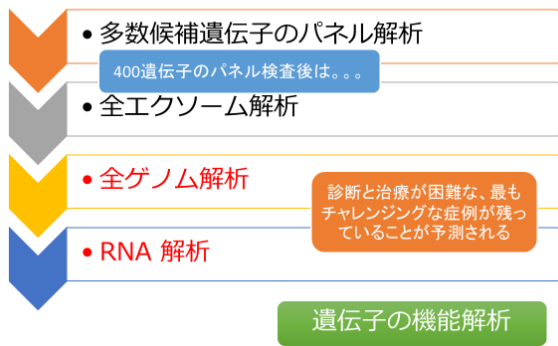 • 多数候補遺伝子のパネル解析
400遺伝子のパネル検査後は。。。
• 全エクソーム解析
• 全ゲノム解析
診断と治療が困難な、最も
チャレンジングな症例が残っ
ていることが予測される
• RNA 解析
遺伝子の機能解析